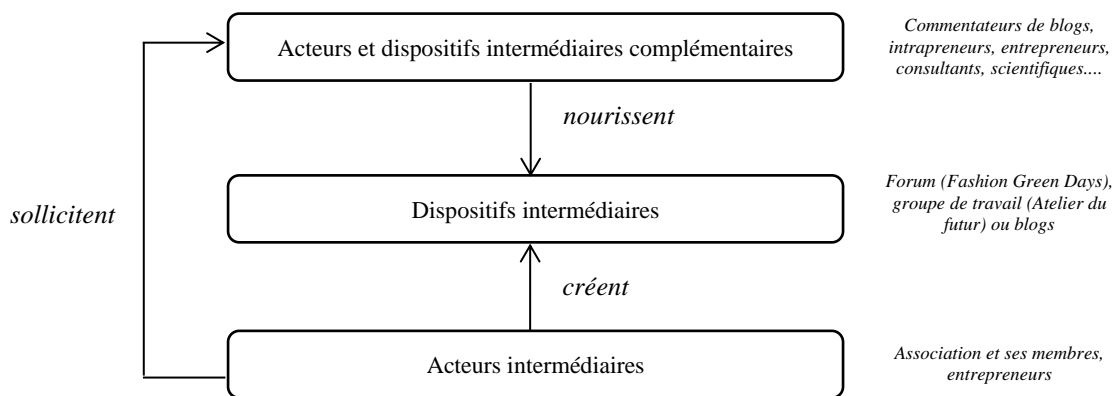 Acteurs et dispositifs intermédiaires complémentaires
Commentateurs de blogs,
intrapreneurs, entrepreneurs,
consultants, scientifiques....
nourissent
sollicitent
Dispositifs intermédiaires
Forum (Fashion Green Days),
groupe de travail (Atelier du
futur) ou blogs
créent
Acteurs intermédiaires
Association et ses membres,
entrepreneurs